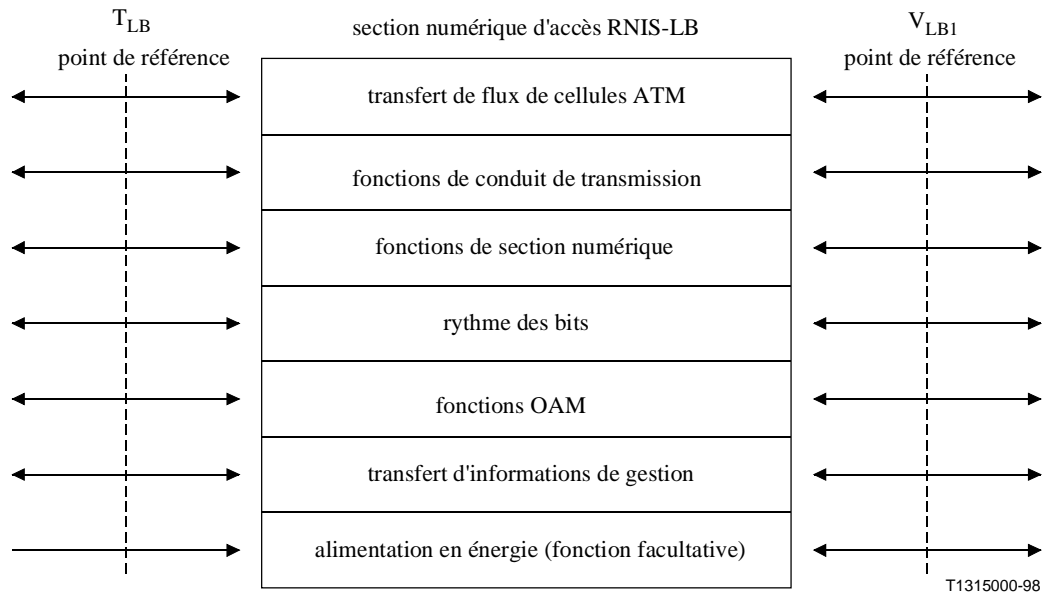 T_LB
point de référence
section numérique d'accès RNIS-LB
V_LB1
point de référence
transfert de flux de cellules ATM
fonctions de conduit de transmission
fonctions de section numérique
rythme des bits
fonctions OAM
transfert d'informations de gestion
alimentation en énergie (fonction facultative)
T1315000-98